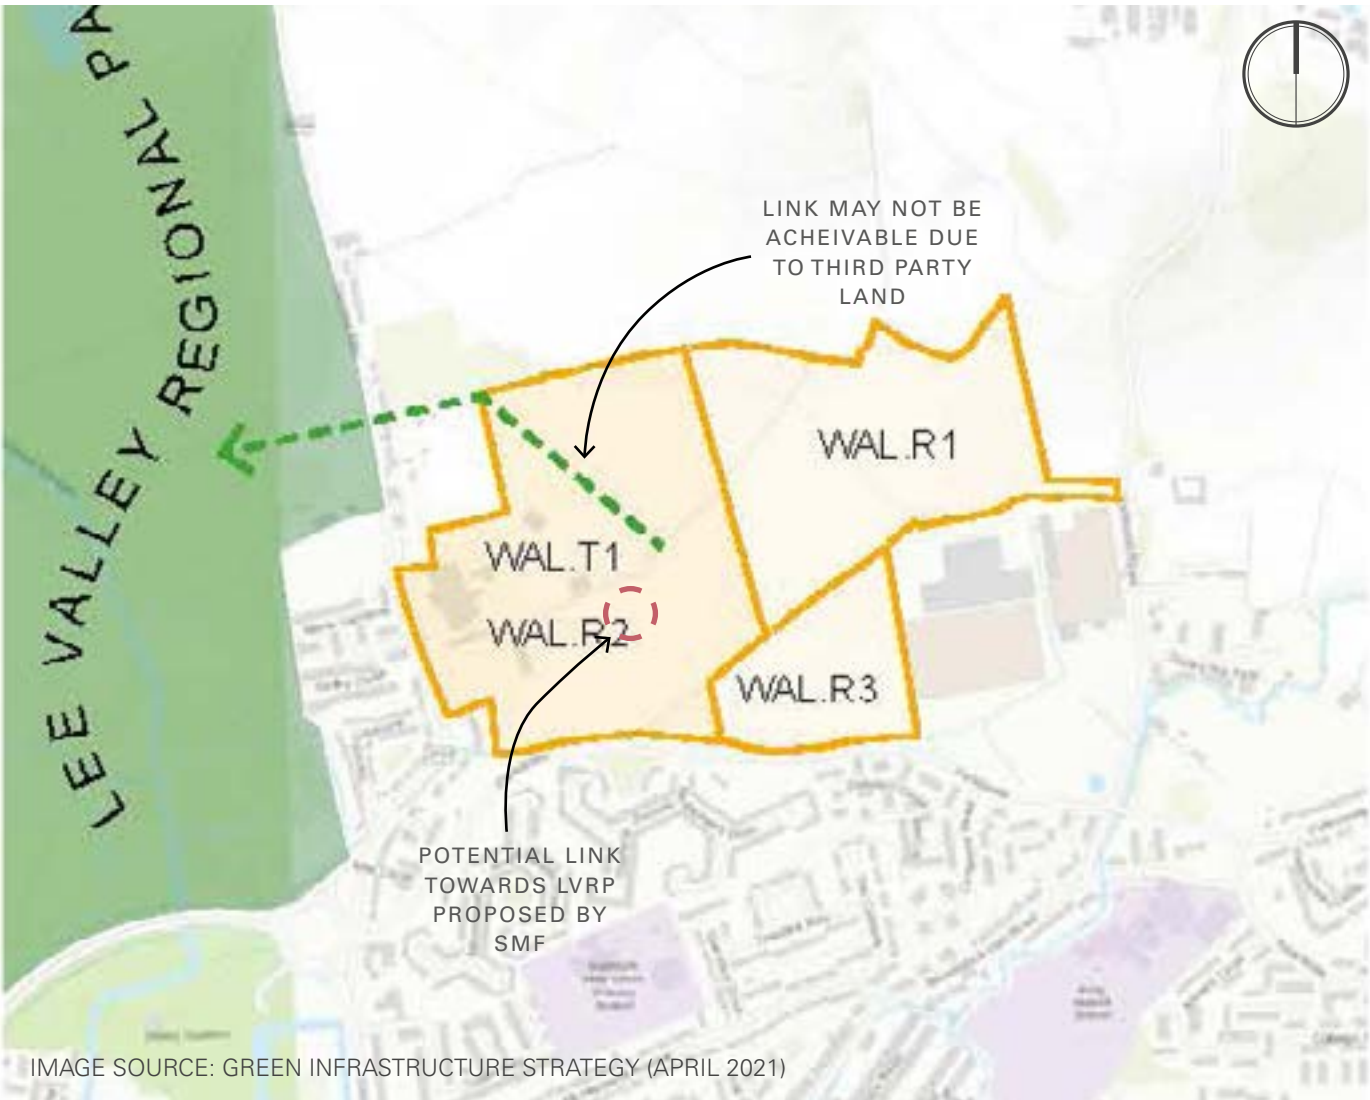 LEE VALLEY REGIONAL PA
LINK MAY NOT BE
ACHEIVABLE DUE
TO THIRD PARTY
LAND
WAL.R1
WAL.T1
WAL.R2
WAL.R3
POTENTIAL LINK
TOWARDS LVRP
PROPOSED BY
SMF
IMAGE SOURCE: GREEN INFRASTRUCTURE STRATEGY (APRIL 2021)